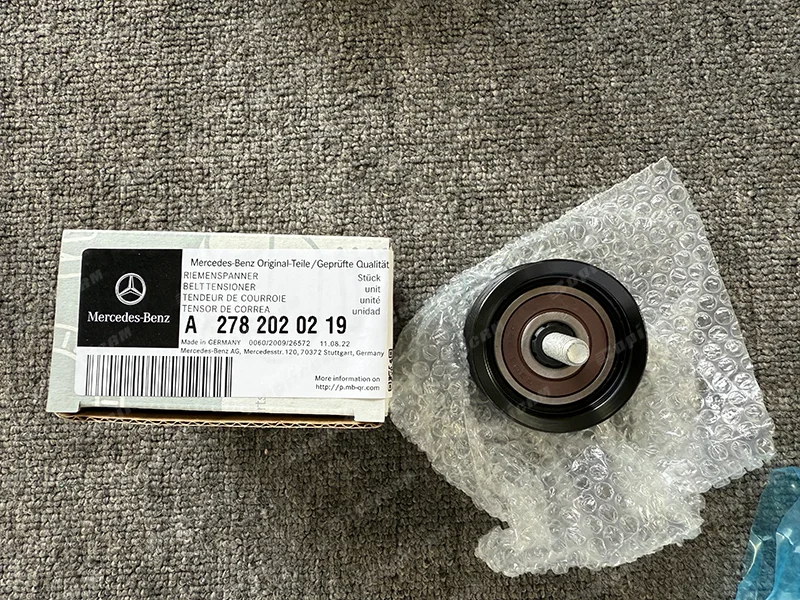 Mercedes-Benz Original-Teile/Geprüfte Qualität
RIEMENSPANNER Stück
BELT TENSIONER unit
TENDEUR DE COURROIE unité
TENSOR DE CORREA unidad
Mercedes-Benz
A 278 202 02 19
Made in GERMANY 0060/2009/26572 11.08.22
Mercedes-Benz AG, Mercedesstr. 120, 70372 Stuttgart, Germany
More information on
http://p.mb-qr.com